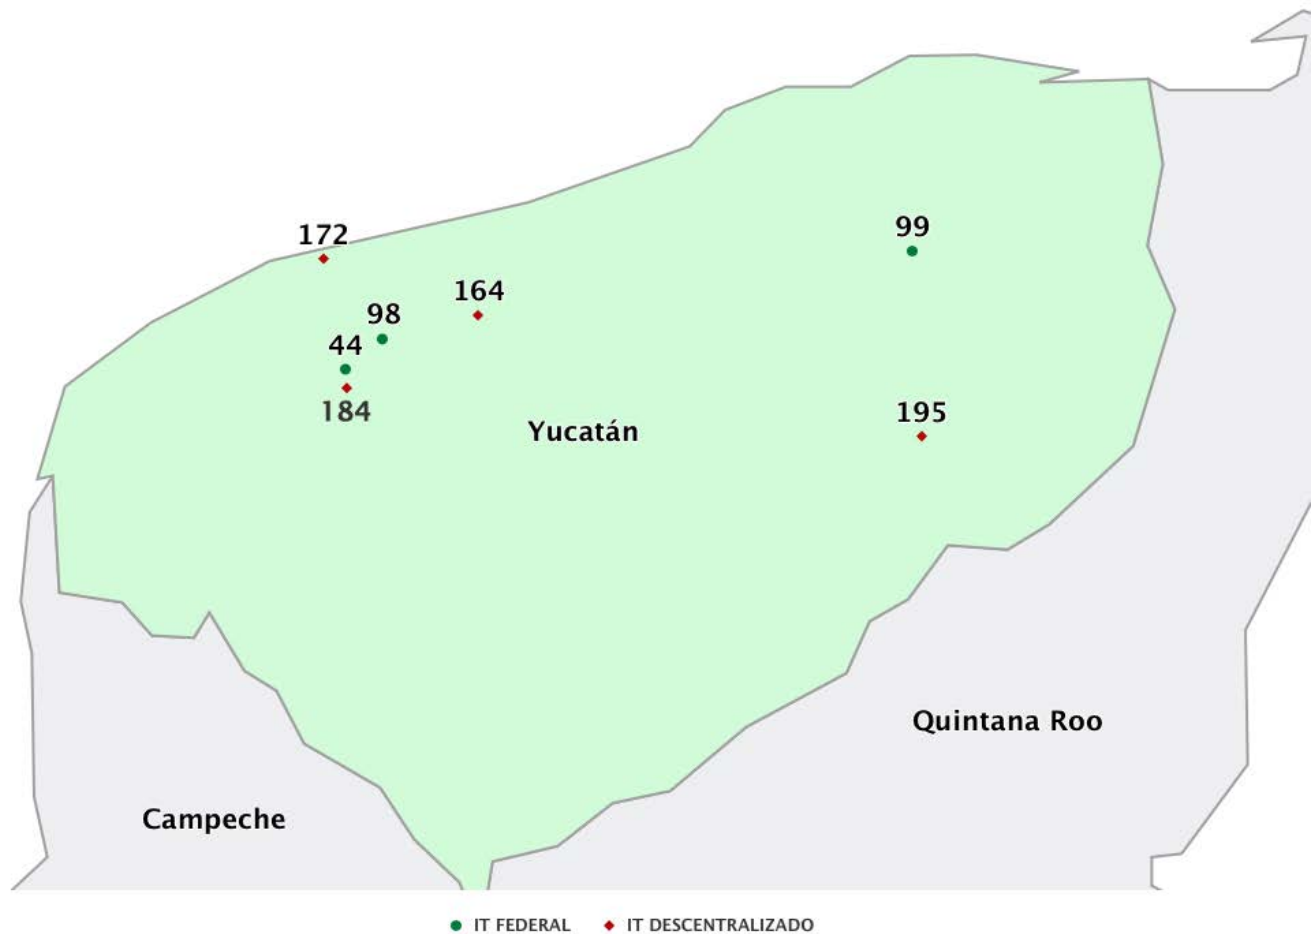 99
172
164
98
44
184
195
Yucatán
Quintana Roo
Campeche
IT FEDERAL IT DESCENTRALIZADO